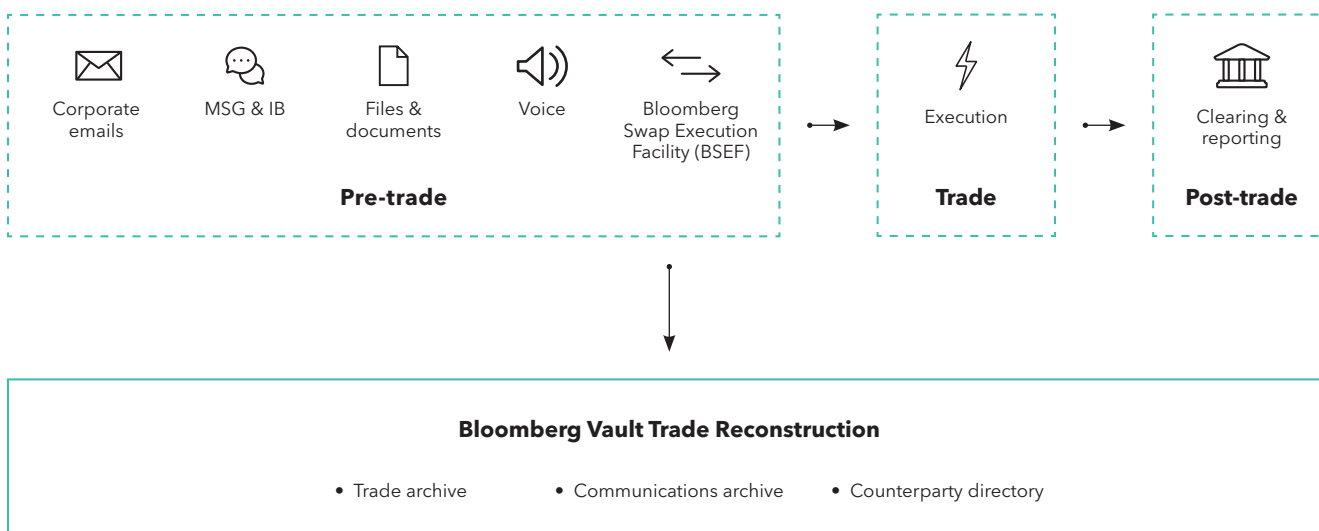 Corporate
emails
MSG & IB
Files &
documents
Voice
Bloomberg
Swap Execution
Facility (BSEF)
Pre-trade
Execution
Trade
Clearing &
reporting
Post-trade
Bloomberg Vault Trade Reconstruction
• Trade archive
• Communications archive
• Counterparty directory